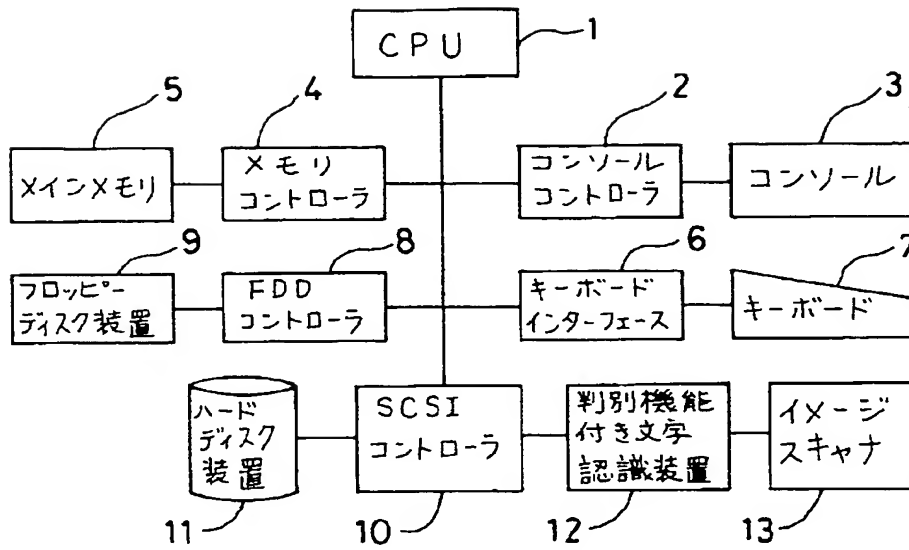 CPU
1
5
4
2
3
メインメモリ
メモリ
コントローラ
コンソール
コントローラ
コンソール
9
8
6
7
フロッピー
ディスク装置
FDD
コントローラ
キーボード
インターフェース
キーボード
ハード
ディスク
装置
SCSI
コントローラ
判別機能
付き文字
認識装置
イメージ
スキャナ
11
10
12
13